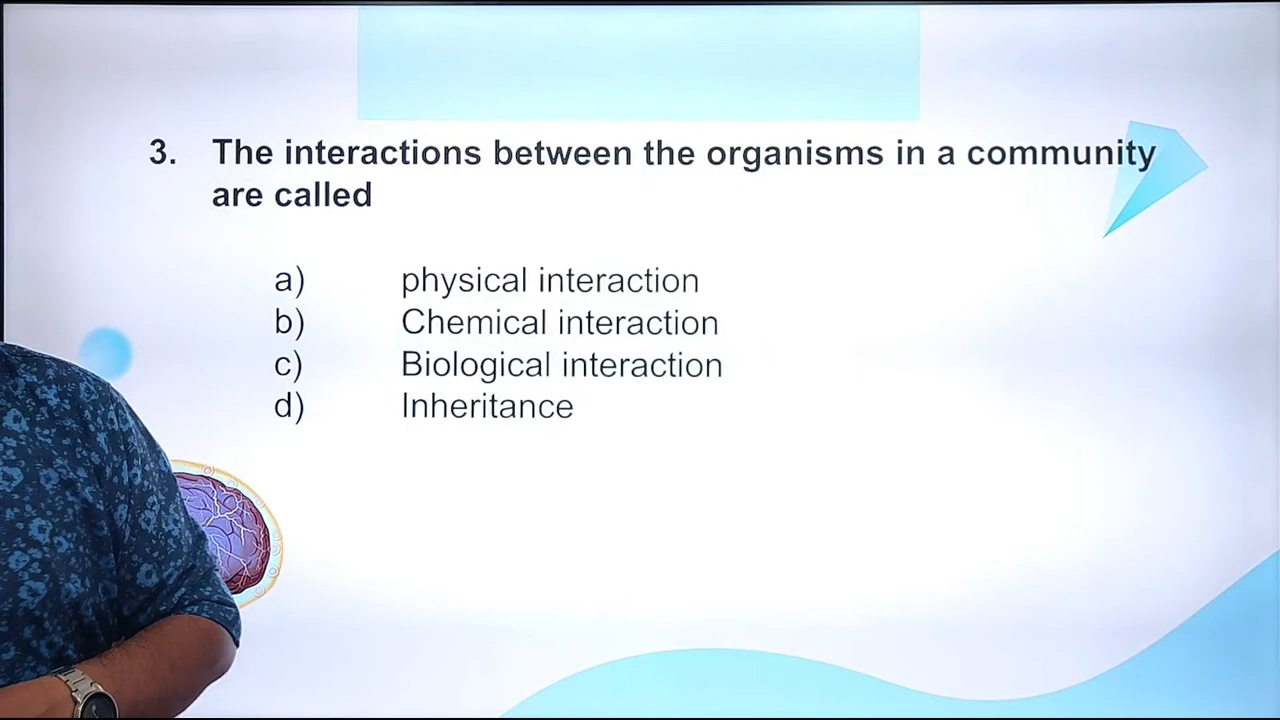 3. The interactions between the organisms in a community
are called
a) physical interaction
b) Chemical interaction
c) Biological interaction
d) Inheritance